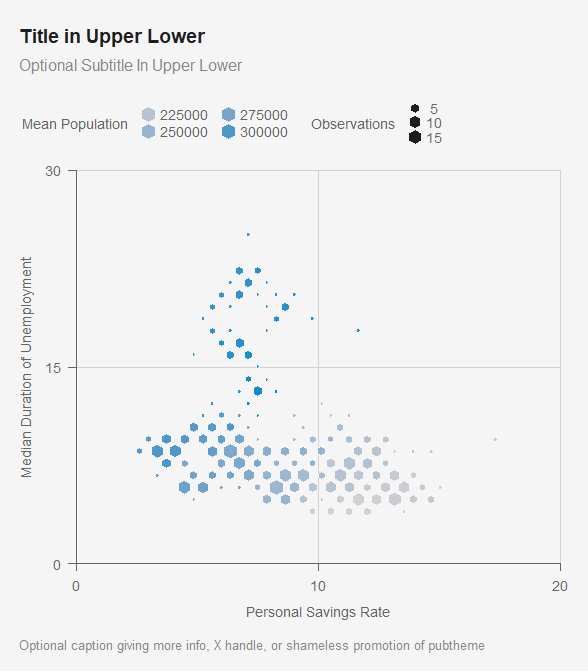 Title in Upper Lower
Optional Subtitle In Upper Lower
Mean Population
225000
275000
250000
300000
Observations
5
10
15
30
15
0
Median Duration of Unemployment
0
10
20
Personal Savings Rate
Optional caption giving more info, X handle, or shameless promotion of pubtheme